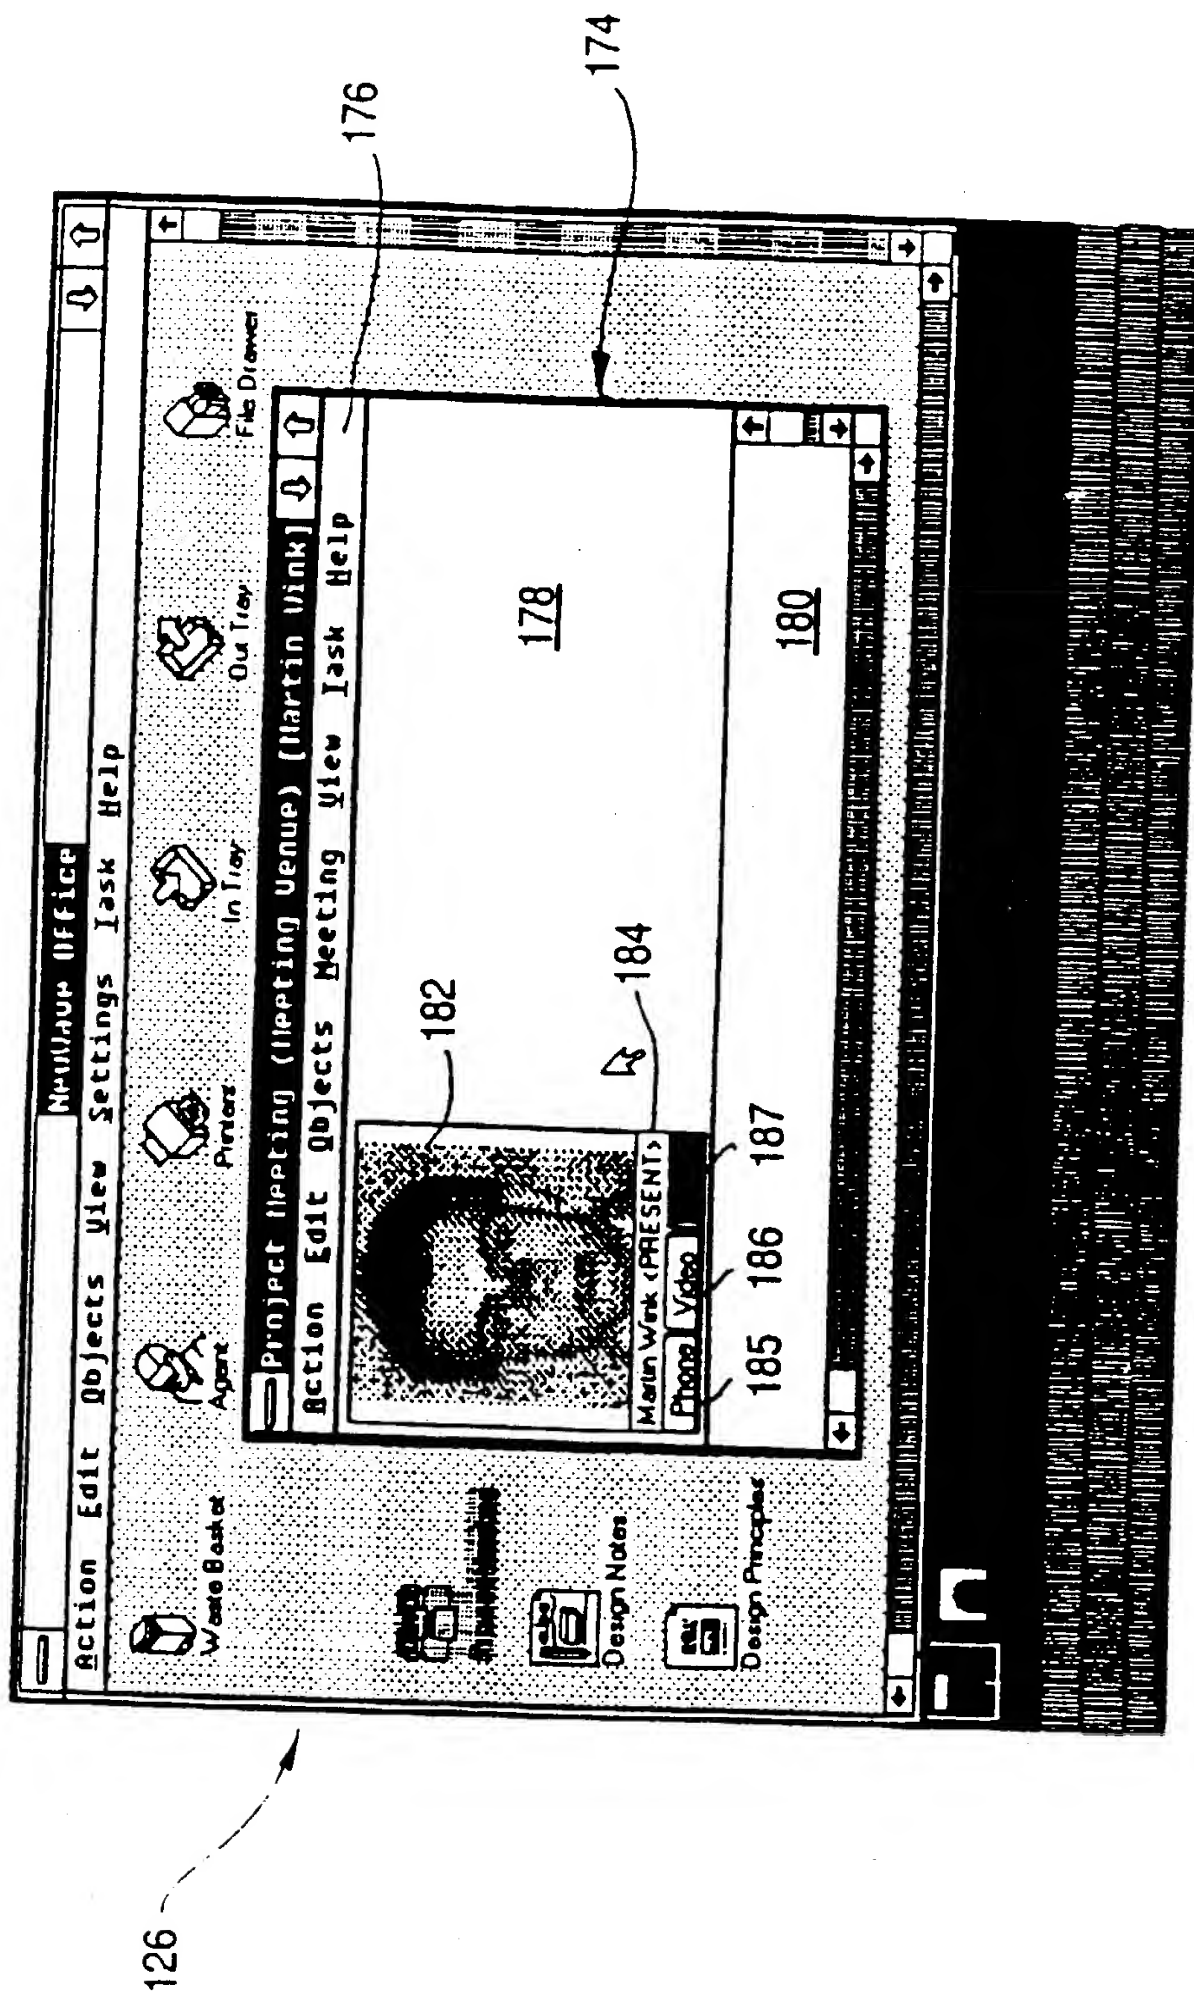 NewWave Office
Action Edit Objects View Settings Task Help
Waste Basket
Agent
Printers
In Tray
Out Tray
File Drawer
Project Meeting (Meeting Venue) [Martin Wink]
Action Edit Objects Meeting View Task Help
Martin Wink <PRESENT>
Phone Video
Design Notes
Design Principles
126
174
176
178
180
182
184
185 186 187